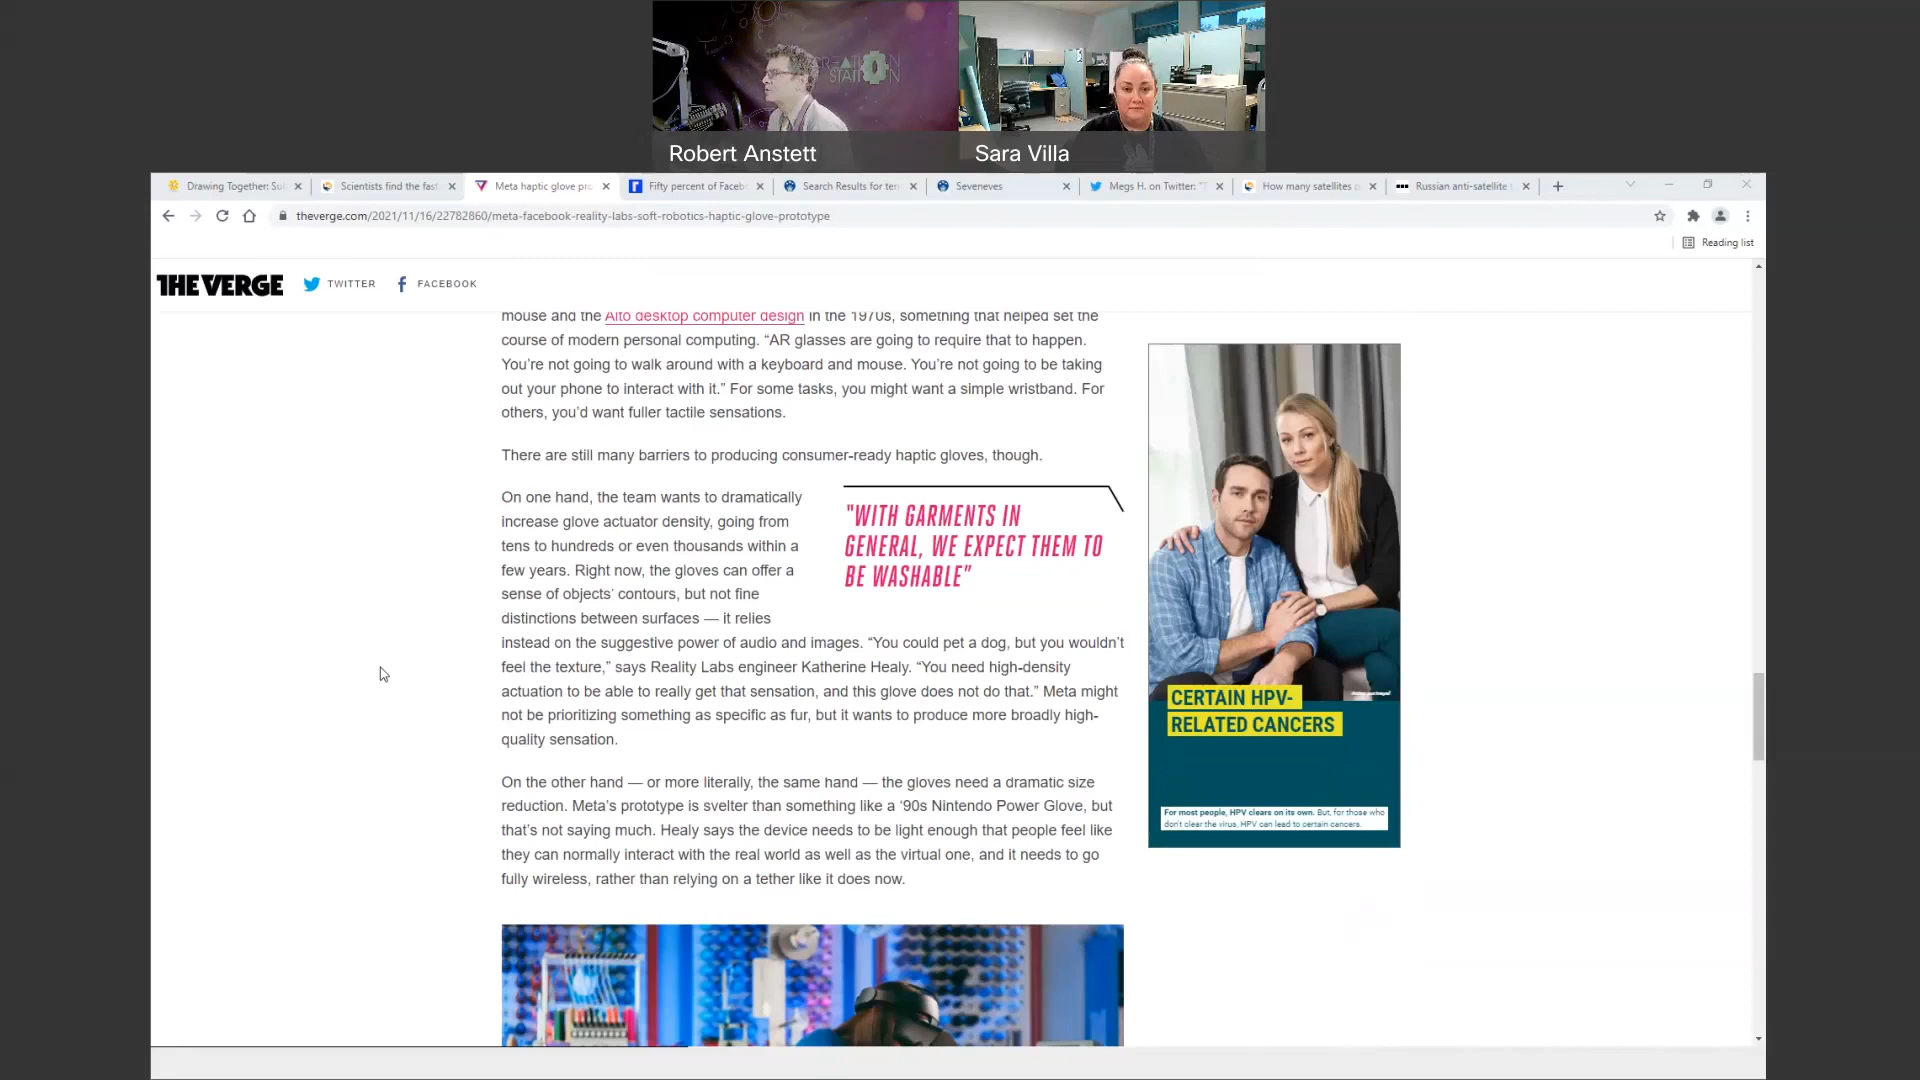 CREATION
STATION
Robert Anstett
Sara Villa
Drawing Together: Su
Scientists find the fast
Meta haptic glove pro
Fifty percent of Faceb
Search Results for ter
Seveneves
Megs H. on Twitter: "T
How many satellites o
Russian anti-satellite t
theverge.com/2021/11/16/22782860/meta-facebook-reality-labs-soft-robotics-haptic-glove-prototype
Reading list
THE VERGE
TWITTER
FACEBOOK
mouse and the Alto desktop computer design in the 1970s, something that helped set the
course of modern personal computing. “AR glasses are going to require that to happen.
You’re not going to walk around with a keyboard and mouse. You’re not going to be taking
out your phone to interact with it.” For some tasks, you might want a simple wristband. For
others, you’d want fuller tactile sensations.
There are still many barriers to producing consumer-ready haptic gloves, though.
On one hand, the team wants to dramatically
increase glove actuator density, going from
tens to hundreds or even thousands within a
few years. Right now, the gloves can offer a
sense of objects’ contours, but not fine
distinctions between surfaces — it relies
instead on the suggestive power of audio and images. “You could pet a dog, but you wouldn’t
feel the texture,” says Reality Labs engineer Katherine Healy. “You need high-density
actuation to be able to really get that sensation, and this glove does not do that.” Meta might
not be prioritizing something as specific as fur, but it wants to produce more broadly high-
quality sensation.
"WITH GARMENTS IN
GENERAL, WE EXPECT THEM TO
BE WASHABLE"
On the other hand — or more literally, the same hand — the gloves need a dramatic size
reduction. Meta’s prototype is svelter than something like a ‘90s Nintendo Power Glove, but
that’s not saying much. Healy says the device needs to be light enough that people feel like
they can normally interact with the real world as well as the virtual one, and it needs to go
fully wireless, rather than relying on a tether like it does now.
CERTAIN HPV-
RELATED CANCERS
For most people, HPV clears on its own. But, for those who
don't clear the virus, HPV can lead to certain cancers.